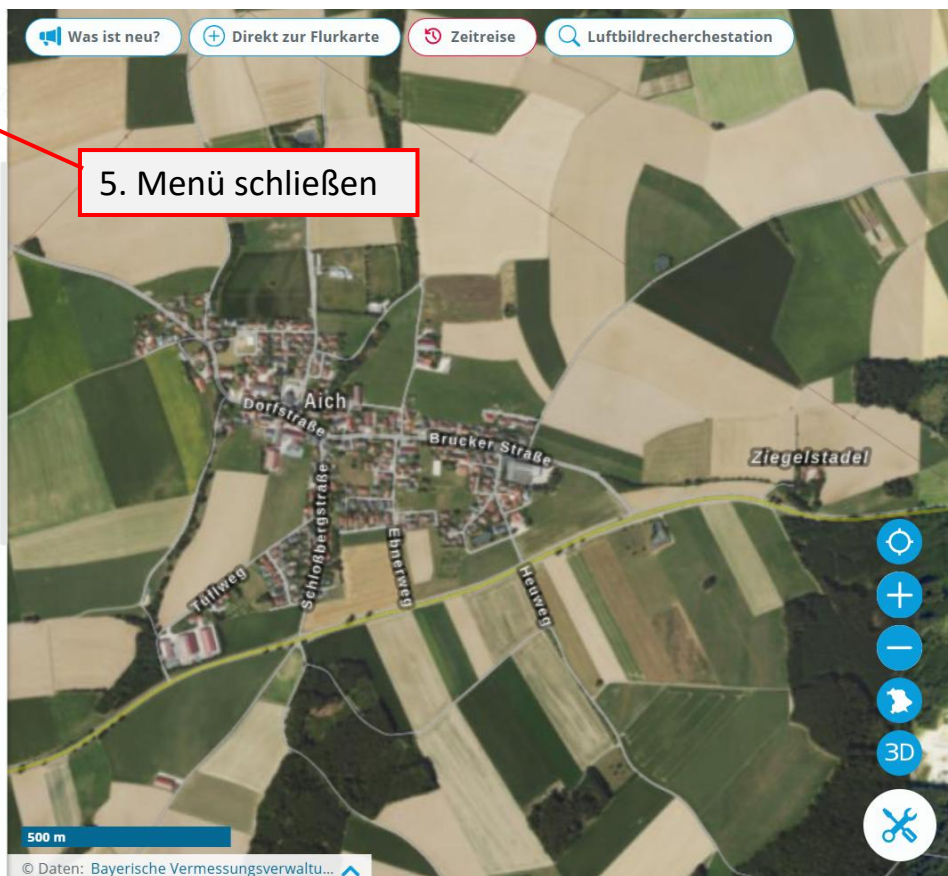 Was ist neu?
Direkt zur Flurkarte
Zeitreise
Luftbildrecherchestation
5. Menü schließen
Aich
Dorfstraße
Brucker Straße
Ziegelstadel
Schloßbergstraße
Ebnerweg
Heuweg
Tüflweg
3D
500 m
© Daten: Bayerische Vermessungsverwaltu...